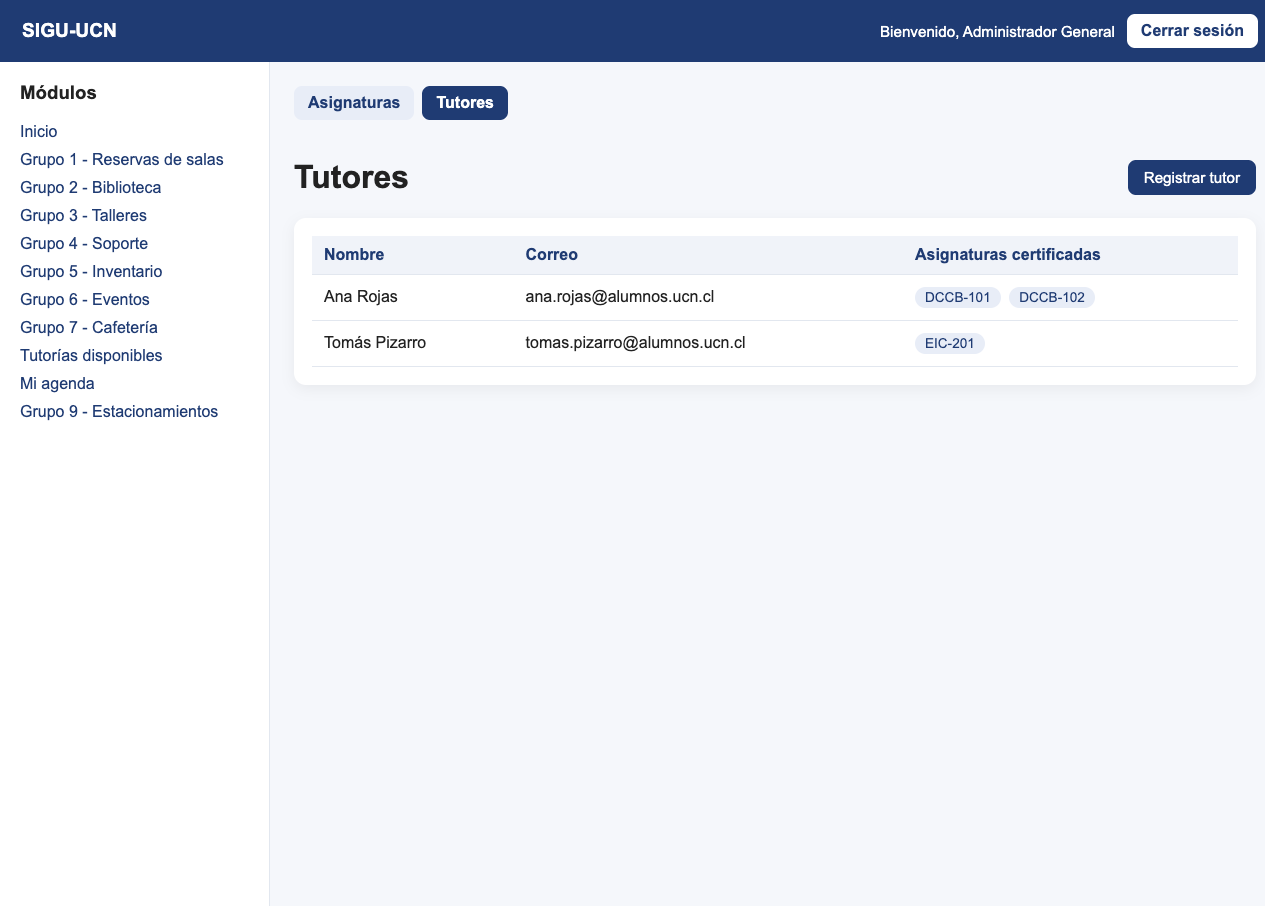 SIGU-UCN
Bienvenido, Administrador General
Cerrar sesión
Módulos
Inicio
Grupo 1 - Reservas de salas
Grupo 2 - Biblioteca
Grupo 3 - Talleres
Grupo 4 - Soporte
Grupo 5 - Inventario
Grupo 6 - Eventos
Grupo 7 - Cafetería
Tutorías disponibles
Mi agenda
Grupo 9 - Estacionamientos
Asignaturas
Tutores
Tutores
Registrar tutor
Nombre Correo Asignaturas certificadas
Ana Rojas ana.rojas@alumnos.ucn.cl DCCB-101 DCCB-102
Tomás Pizarro tomas.pizarro@alumnos.ucn.cl EIC-201